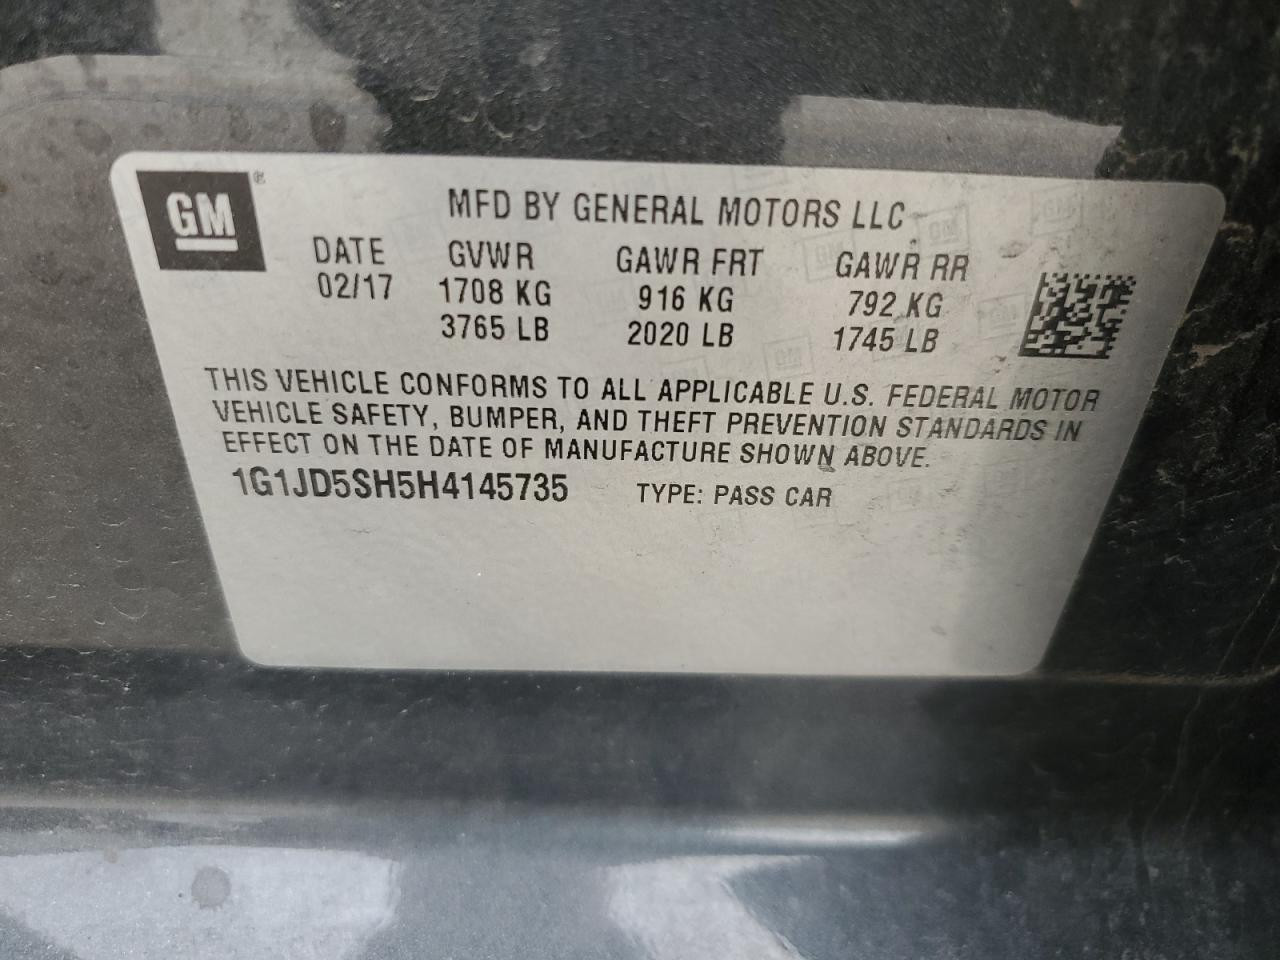 GM ®
MFD BY GENERAL MOTORS LLC
DATE GVWR GAWR FRT GAWR RR
02/17 1708 KG 916 KG 792 KG
3765 LB 2020 LB 1745 LB
THIS VEHICLE CONFORMS TO ALL APPLICABLE U.S. FEDERAL MOTOR
VEHICLE SAFETY, BUMPER, AND THEFT PREVENTION STANDARDS IN
EFFECT ON THE DATE OF MANUFACTURE SHOWN ABOVE.
1G1JD5SH5H4145735 TYPE: PASS CAR